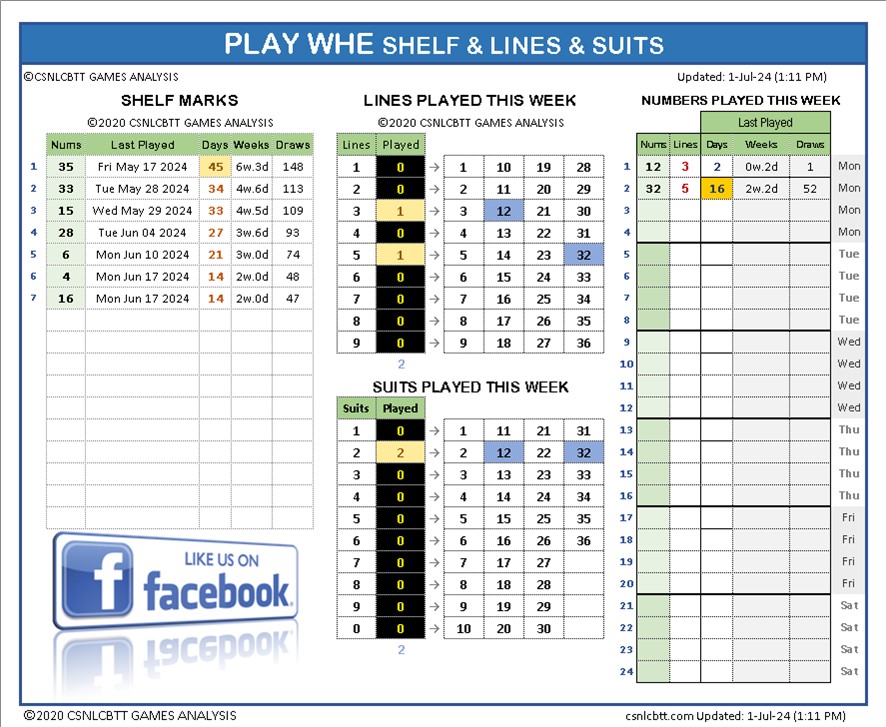 PLAY WHE SHELF & LINES & SUITS
©CSNLCBTT GAMES ANALYSIS
Updated: 1-Jul-24 (1:11 PM)
SHELF MARKS
©2020 CSNLCBTT GAMES ANALYSIS
Nums Last Played Days Weeks Draws
1 35 Fri May 17 2024 45 6w.3d 148
2 33 Tue May 28 2024 34 4w.6d 113
3 15 Wed May 29 2024 33 4w.5d 109
4 28 Tue Jun 04 2024 27 3w.6d 93
5 6 Mon Jun 10 2024 21 3w.0d 74
6 4 Mon Jun 17 2024 14 2w.0d 48
7 16 Mon Jun 17 2024 14 2w.0d 47
LIKE US ON
facebook.
LINES PLAYED THIS WEEK
©2020 CSNLCBTT GAMES ANALYSIS
Lines Played
1 0 → 1 10 19 28
2 0 → 2 11 20 29
3 1 → 3 12 21 30
4 0 → 4 13 22 31
5 1 → 5 14 23 32
6 0 → 6 15 24 33
7 0 → 7 16 25 34
8 0 → 8 17 26 35
9 0 → 9 18 27 36
2
SUITS PLAYED THIS WEEK
Suits Played
1 0 → 1 11 21 31
2 2 → 2 12 22 32
3 0 → 3 13 23 33
4 0 → 4 14 24 34
5 0 → 5 15 25 35
6 0 → 6 16 26 36
7 0 → 7 17 27
8 0 → 8 18 28
9 0 → 9 19 29
0 0 → 10 20 30
2
NUMBERS PLAYED THIS WEEK
Last Played
Nums Lines Days Weeks Draws
1 12 3 2 0w.2d 1 Mon
2 32 5 16 2w.2d 52 Mon
3 Mon
4 Mon
5 Tue
6 Tue
7 Tue
8 Tue
9 Wed
10 Wed
11 Wed
12 Wed
13 Thu
14 Thu
15 Thu
16 Thu
17 Fri
18 Fri
19 Fri
20 Fri
21 Sat
22 Sat
23 Sat
24 Sat
©2020 CSNLCBTT GAMES ANALYSIS
csnlcbtt.com Updated: 1-Jul-24 (1:11 PM)